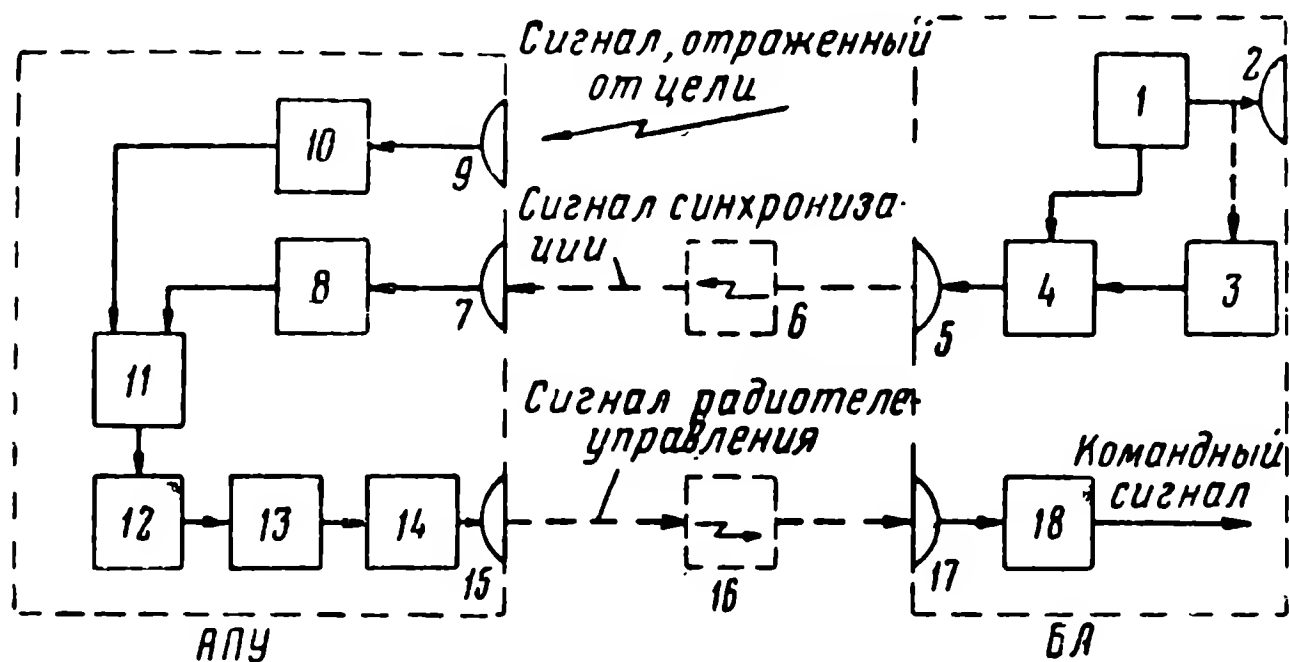 Сигнал, отраженный
от цели
1
2
10
9
Сигнал синхрониза-
ции
8
7
6
5
4
3
11
Сигнал радиотеле-
управления
Командный
сигнал
12
13
14
15
16
17
18
АПУ
БА